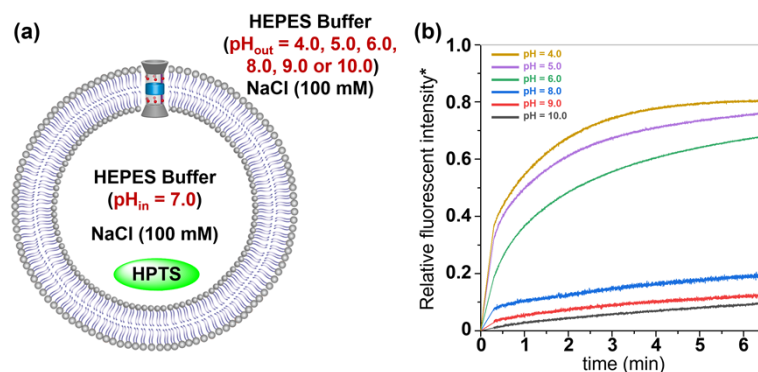 (a)
HEPES Buffer
(pHout = 4.0, 5.0, 6.0,
8.0, 9.0 or 10.0)
NaCl (100 mM)
HEPES Buffer
(pHin = 7.0)
NaCl (100 mM)
HPTS
(b)
Relative fluorescent intensity*
1.0
0.8
0.6
0.4
0.2
0
pH = 4.0
pH = 5.0
pH = 6.0
pH = 8.0
pH = 9.0
pH = 10.0
0 1 2 3 4 5 6
time (min)